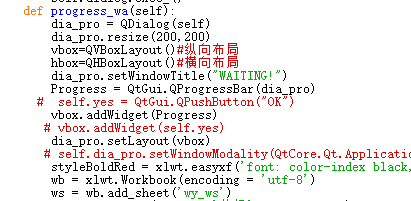 dialog.exec_()
def progress_wa(self):
dia_pro = QDialog(self)
dia_pro.resize(200,200)
vbox=QVBoxLayout()#纵向布局
hbox=QHBoxLayout()#横向布局
dia_pro.setWindowTitle("WAITING!")
Progress = QtGui.QProgressBar(dia_pro)
# self.yes = QtGui.QPushButton("OK")
vbox.addWidget(Progress)
# vbox.addWidget(self.yes)
dia_pro.setLayout(vbox)
# self.dia_pro.setWindowModality(QtCore.Qt.Applicatio
styleBoldRed = xlwt.easyxf('font: color-index black,
wb = xlwt.Workbook(encoding = 'utf-8')
ws = wb.add_sheet('wy_ws')